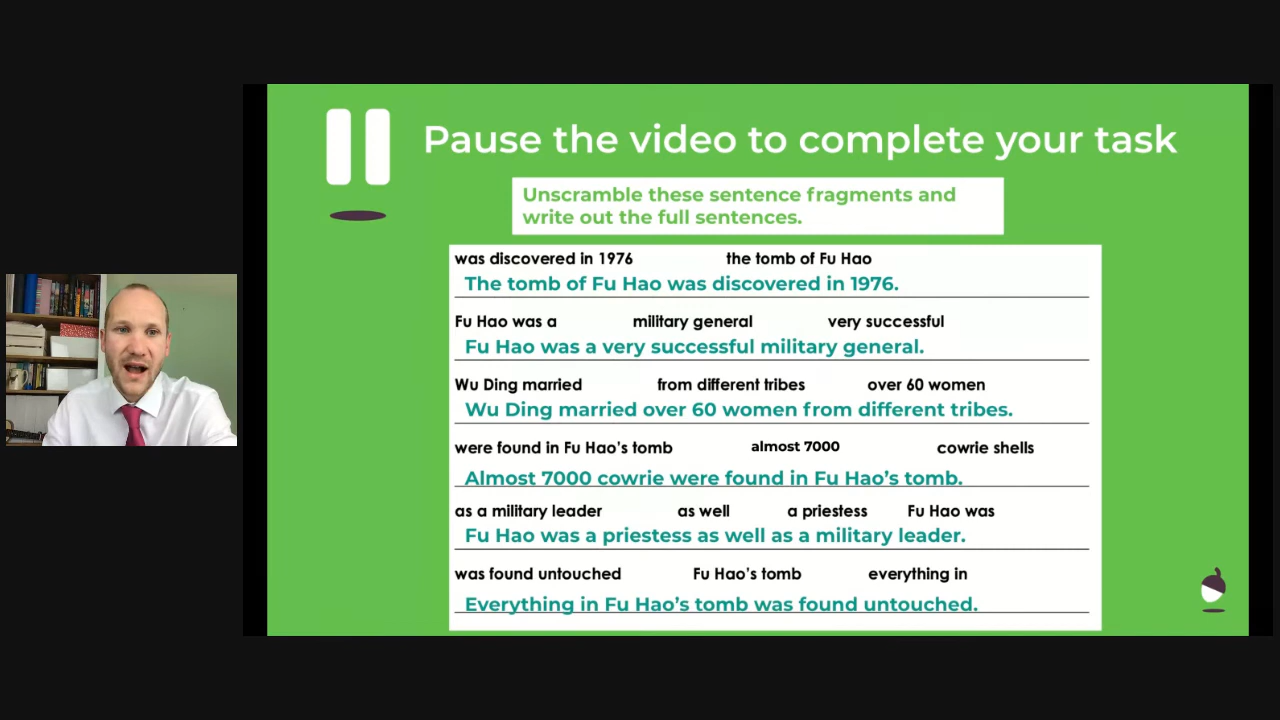 Pause the video to complete your task
Unscramble these sentence fragments and
write out the full sentences.
was discovered in 1976 the tomb of Fu Hao
The tomb of Fu Hao was discovered in 1976.
Fu Hao was a military general very successful
Fu Hao was a very successful military general.
Wu Ding married from different tribes over 60 women
Wu Ding married over 60 women from different tribes.
were found in Fu Hao's tomb almost 7000 cowrie shells
Almost 7000 cowrie were found in Fu Hao's tomb.
as a military leader as well a priestess Fu Hao was
Fu Hao was a priestess as well as a military leader.
was found untouched Fu Hao's tomb everything in
Everything in Fu Hao's tomb was found untouched.